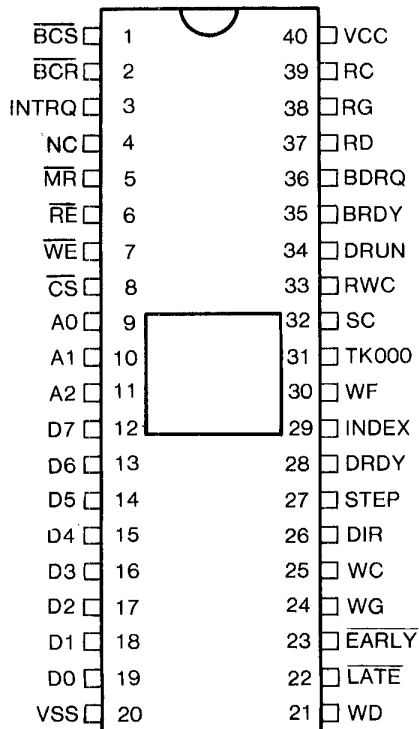 BCS 1 40 VCC
BCR 2 39 RC
INTRQ 3 38 RG
NC 4 37 RD
MR 5 36 BDRQ
RE 6 35 BRDY
WE 7 34 DRUN
CS 8 33 RWC
A0 9 32 SC
A1 10 31 TK000
A2 11 30 WF
D7 12 29 INDEX
D6 13 28 DRDY
D5 14 27 STEP
D4 15 26 DIR
D3 16 25 WC
D2 17 24 WG
D1 18 23 EARLY
D0 19 22 LATE
VSS 20 21 WD